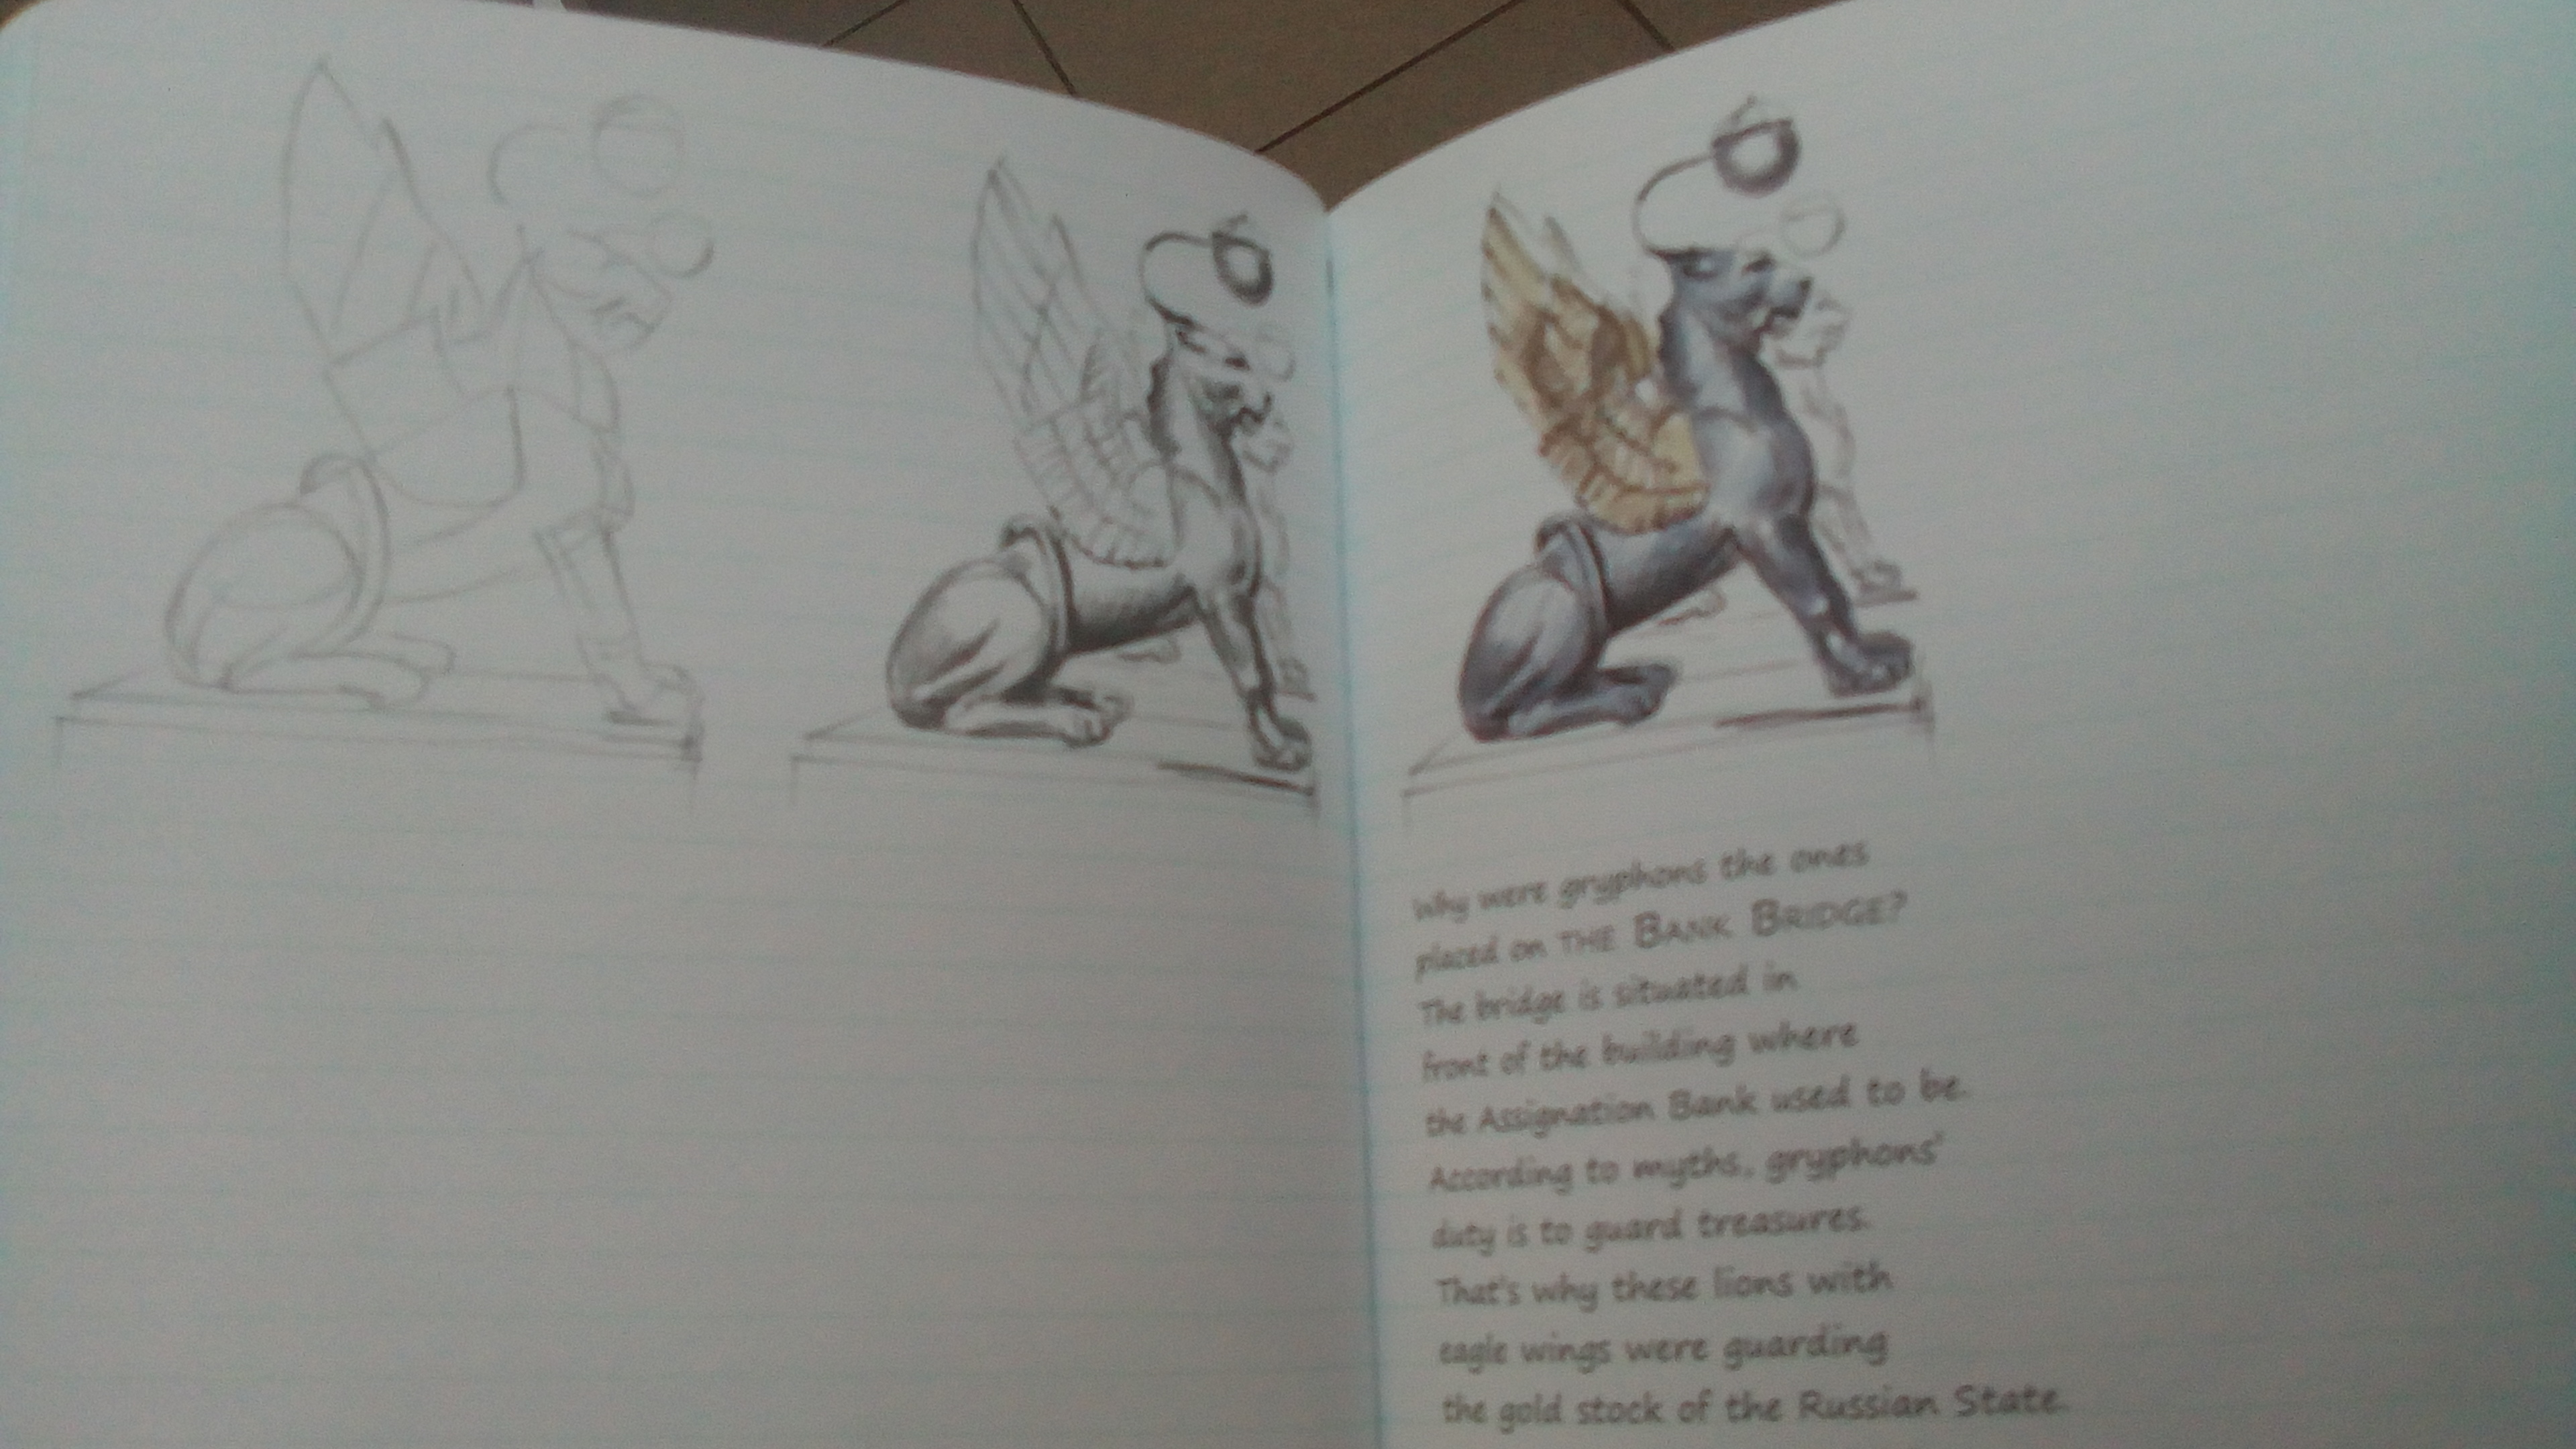 Why were gryphons the ones
placed on THE BANK BRIDGE?
The bridge is situated in
front of the building where
the Assignation Bank used to be.
According to myths, gryphons'
duty is to guard treasures.
That's why these lions with
eagle wings were guarding
the gold stock of the Russian State.